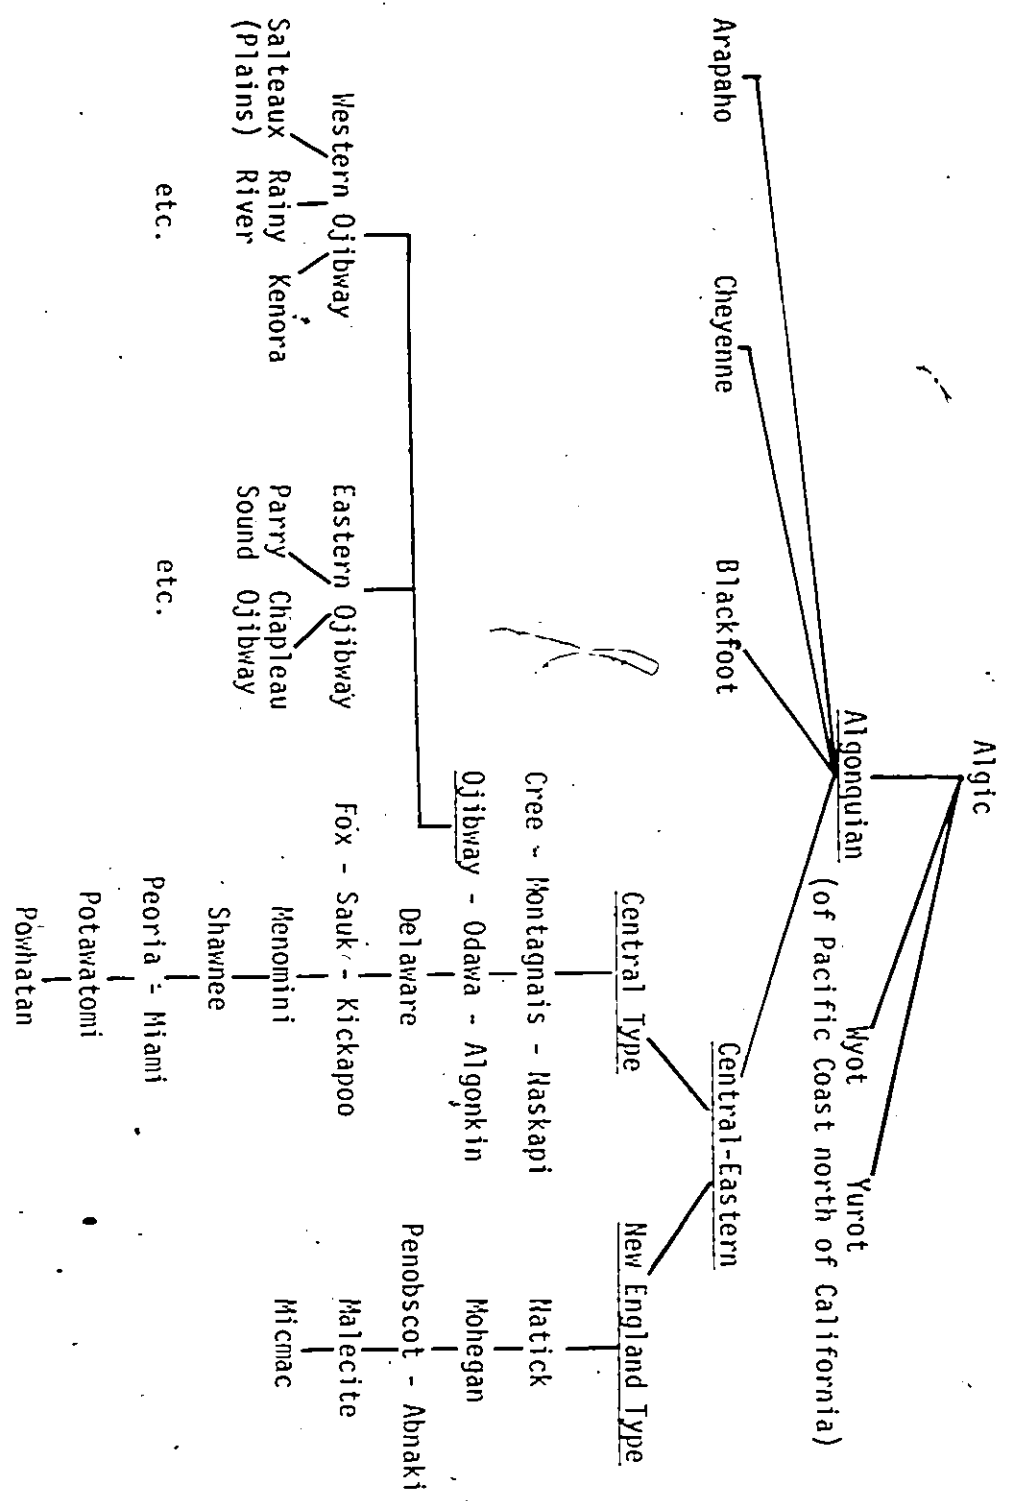 Algic
Algonquian Wyot Yurot
(of Pacific Coast north of California)
Arapaho Cheyenne Blackfoot Central-Eastern
Central Type New England Type
Cree - Montagnais - Naskapi Natick
Ojibway - Odawa - Algonkin Mohegan
Delaware Penobscot - Abnaki
Western Ojibway Eastern Ojibway Fox - Sauk - Kickapoo Malecite
Salteaux Rainy Kenora Parry Chapleau Menomini Micmac
(Plains) River Sound Ojibway
Shawnee
etc. etc. Peoria - Miami
Potawatomi
Powhatan